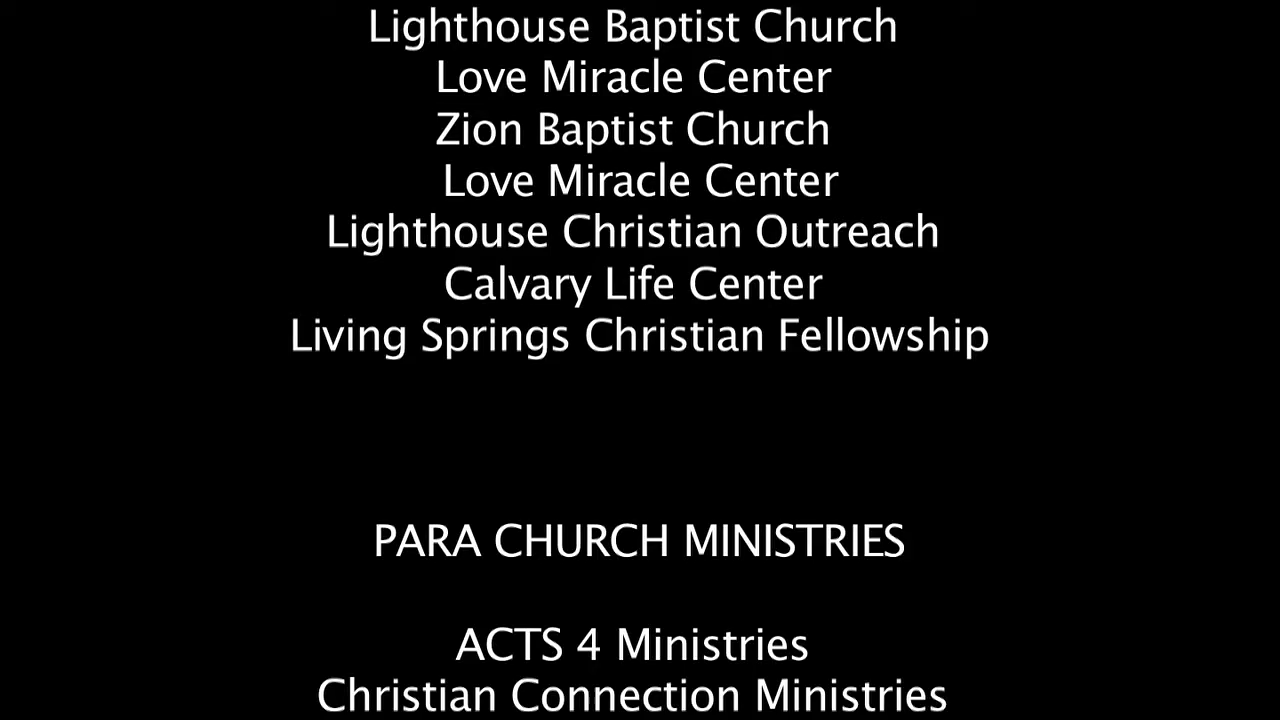 Lighthouse Baptist Church
Love Miracle Center
Zion Baptist Church
Love Miracle Center
Lighthouse Christian Outreach
Calvary Life Center
Living Springs Christian Fellowship
PARA CHURCH MINISTRIES
ACTS 4 Ministries
Christian Connection Ministries